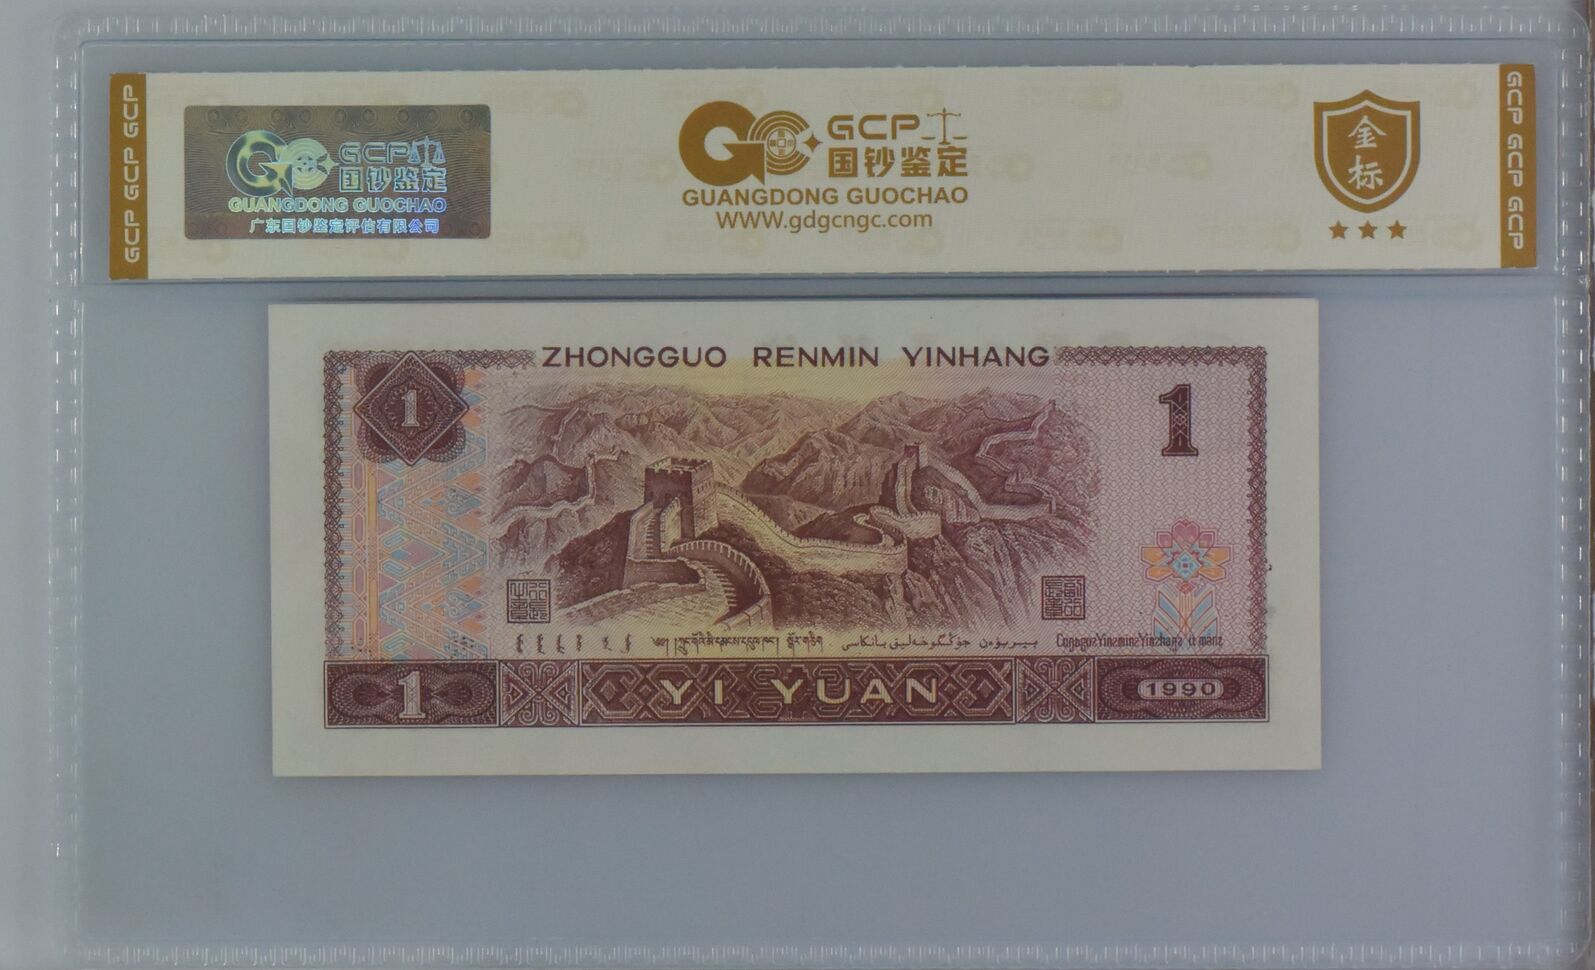 GCP GCP GCP
GCP
国钞鉴定
GUANGDONG GUOCHAO
广东国钞鉴定评估有限公司
GCP
国钞鉴定
GUANGDONG GUOCHAO
WWW.gdgcngc.com
金
标
GCP GCP GCP
ZHONGGUO RENMIN YINHANG
1
1
1
YI YUAN
1990